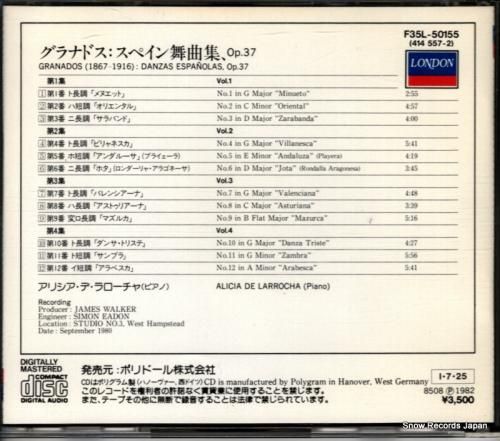 F35L-50155
(414 557-2)
グラナドス：スペイン舞曲集、Op.37
GRANADOS (1867-1916) : DANZAS ESPAÑOLAS, Op.37
LONDON
第1集 Vol.1
1 第1番 ト長調「メヌエット」 No.1 in G Major "Minueto" 2:55
2 第2番 ハ短調「オリエンタル」 No.2 in C Minor "Oriental" 4:57
3 第3番 ニ長調「サラバンド」 No.3 in D Major "Zarabanda" 4:00
第2集 Vol.2
4 第4番 ト長調「ビリャネスカ」 No.4 in G Major "Villanesca" 5:41
5 第5番 ホ短調「アンダルーサ」(プライェーラ) No.5 in E Minor "Andaluza" (Playera) 4:19
6 第6番 ニ長調「ホタ」(ロンダーリャ・アラゴネーサ) No.6 in D Major "Jota" (Rondalla Aragonesa) 3:45
第3集 Vol.3
7 第7番 ト長調「バレンシアーナ」 No.7 in G Major "Valenciana" 4:48
8 第8番 ハ長調「アストゥリアーナ」 No.8 in C Major "Asturiana" 3:39
9 第9番 変ロ長調「マズルカ」 No.9 in B Flat Major "Mazurca" 5:16
第4集 Vol.4
10 第10番 ト長調「ダンサ・トリステ」 No.10 in G Major "Danza Triste" 4:27
11 第11番 ト短調「サンブラ」 No.11 in G Minor "Zambra" 5:56
12 第12番 イ短調「アラベスカ」 No.12 in A Minor "Arabesca" 5:41
アリシア・デ・ラローチャ(ピアノ) ALICIA DE LARROCHA (Piano)
Recording
Producer : JAMES WALKER
Engineer : SIMON EADON
Location : STUDIO NO.3, West Hampstead
Date : September 1980
DIGITALLY
MASTERED
COMPACT
disc
DIGITAL AUDIO
発売元：ポリドール株式会社
CDはポリグラム製(ハノーヴァー、西ドイツ) CD is manufactured by Polygram in Hanover, West Germany
このレコードを権利者の許諾なく賃貸業に使用することを禁じます。
また、テープその他に無断で録音することは法律で禁じられています。
I-7-25
8508 Ⓟ 1982
¥3,500
Snow Records Japan
http://snowrecords.jp